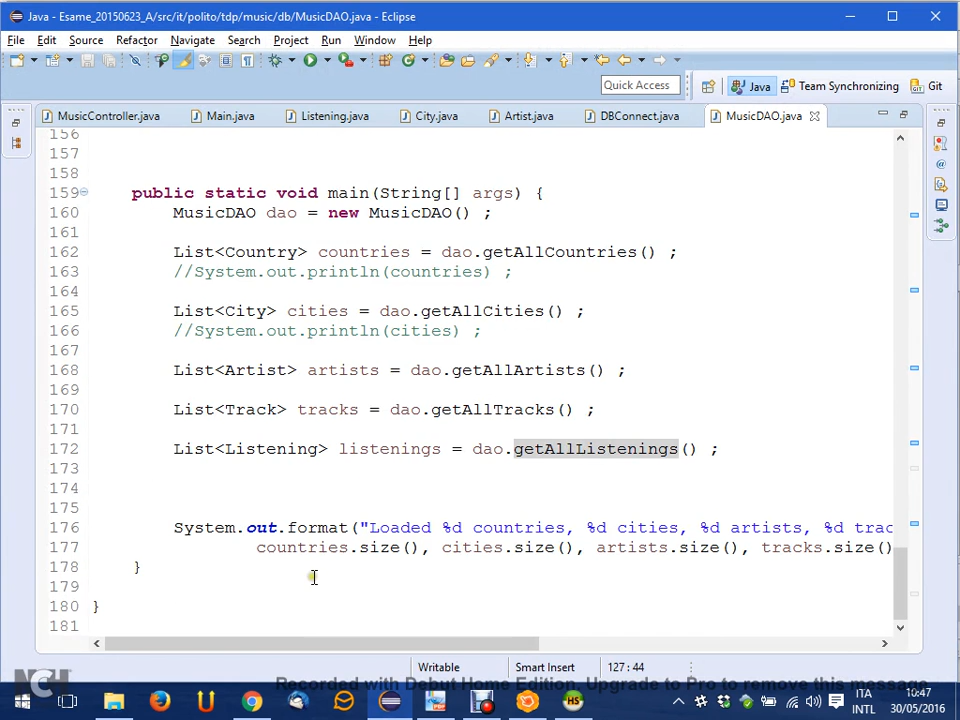 Java - Esame_20150623_A/src/it/polito/tdp/music/db/MusicDAO.java - Eclipse
File Edit Source Refactor Navigate Search Project Run Window Help
Quick Access Java Team Synchronizing Git
MusicController.java Main.java Listening.java City.java Artist.java DBConnect.java MusicDAO.java
156
157
158
159 public static void main(String[] args) {
160 MusicDAO dao = new MusicDAO() ;
161
162 List<Country> countries = dao.getAllCountries() ;
163 //System.out.println(countries) ;
164
165 List<City> cities = dao.getAllCities() ;
166 //System.out.println(cities) ;
167
168 List<Artist> artists = dao.getAllArtists() ;
169
170 List<Track> tracks = dao.getAllTracks() ;
171
172 List<Listening> listenings = dao.getAllListenings() ;
173
174
175
176 System.out.format("Loaded %d countries, %d cities, %d artists, %d trac
177 countries.size(), cities.size(), artists.size(), tracks.size()
178 }
179
180 }
181
Writable Smart Insert 127 : 44
NCH Recorded with Debut Home Edition. Upgrade to Pro to remove this message
ITA 10:47
INTL 30/05/2016